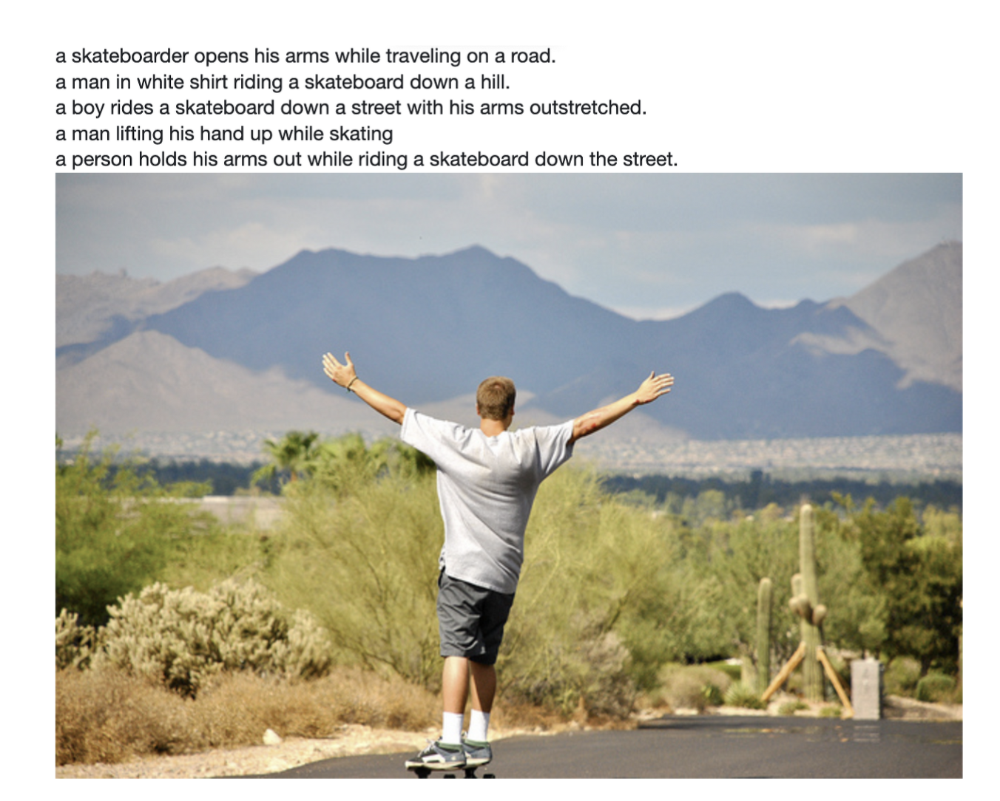 a skateboarder opens his arms while traveling on a road.
a man in white shirt riding a skateboard down a hill.
a boy rides a skateboard down a street with his arms outstretched.
a man lifting his hand up while skating
a person holds his arms out while riding a skateboard down the street.